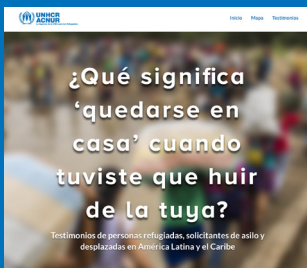 UNHCR
ACNUR
Inicio Mapa Testimonios
¿Qué significa
‘quedarse en
casa’ cuando
tuviste que huir
de la tuya?
Testimonios de personas refugiadas, solicitantes de asilo y
desplazadas en América Latina y el Caribe